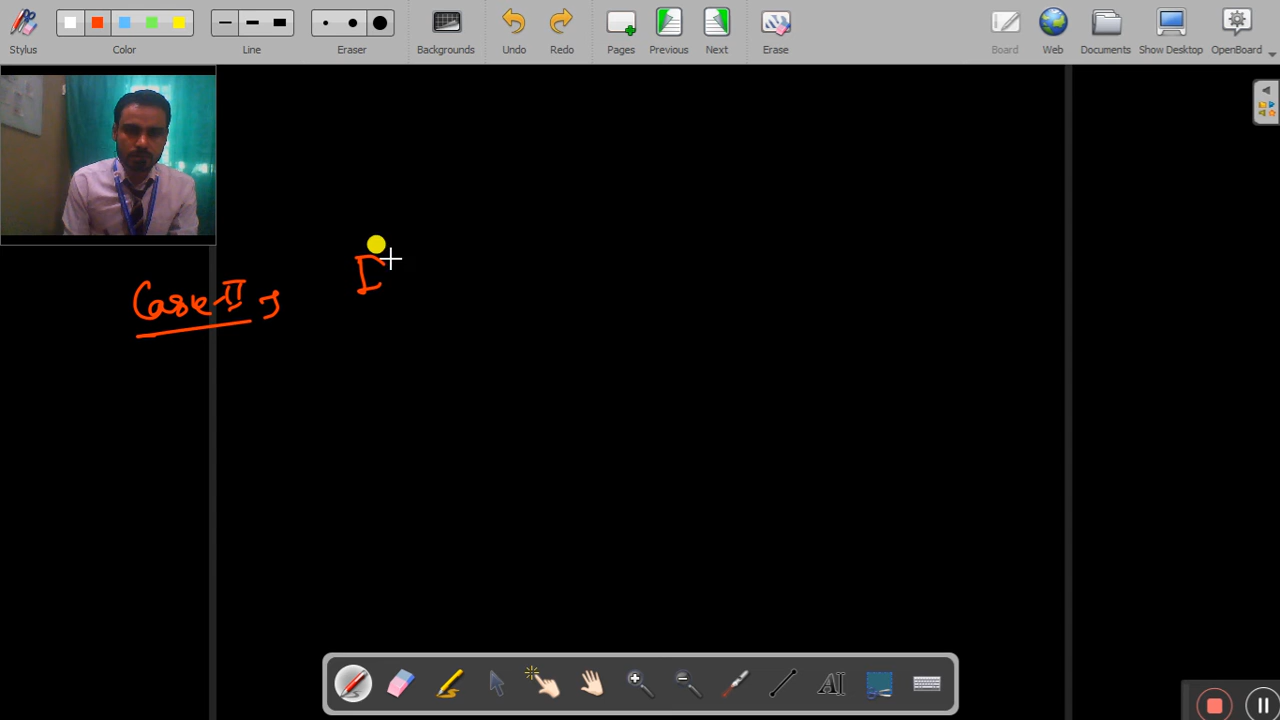 Stylus
Color
Line
Eraser
Backgrounds
Undo
Redo
Pages
Previous
Next
Erase
Board
Web
Documents
Show Desktop
OpenBoard
Case-II, I
AI